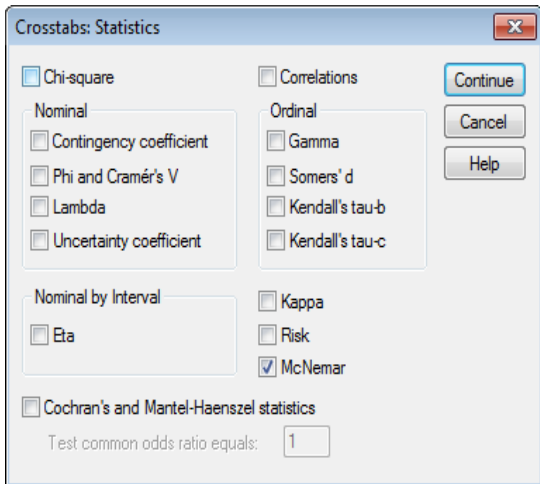 Crosstabs: Statistics
Chi-square
Correlations
Continue
Nominal
Ordinal
Cancel
Contingency coefficient
Gamma
Help
Phi and Cramér's V
Somers' d
Lambda
Kendall's tau-b
Uncertainty coefficient
Kendall's tau-c
Nominal by Interval
Kappa
Eta
Risk
McNemar
Cochran's and Mantel-Haenszel statistics
Test common odds ratio equals: 1